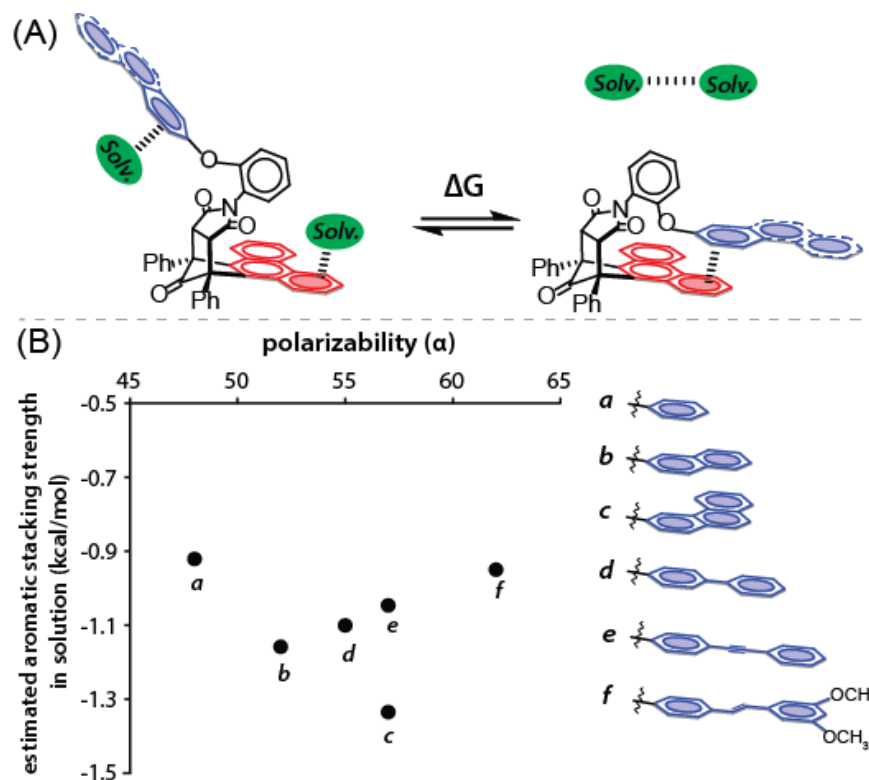 (A)
Solv.
Solv.
Solv.
Solv.
O
O
N
O
Ph
O
Ph
ΔG
O
N
O
O
Ph
O
Ph
(B)
polarizability (α)
45 50 55 60 65
-0.5
-0.7
-0.9
-1.1
-1.3
-1.5
estimated aromatic stacking strength
in solution (kcal/mol)
a
b
c
d
e
f
a
b
c
d
e
f
OCH
OCH3